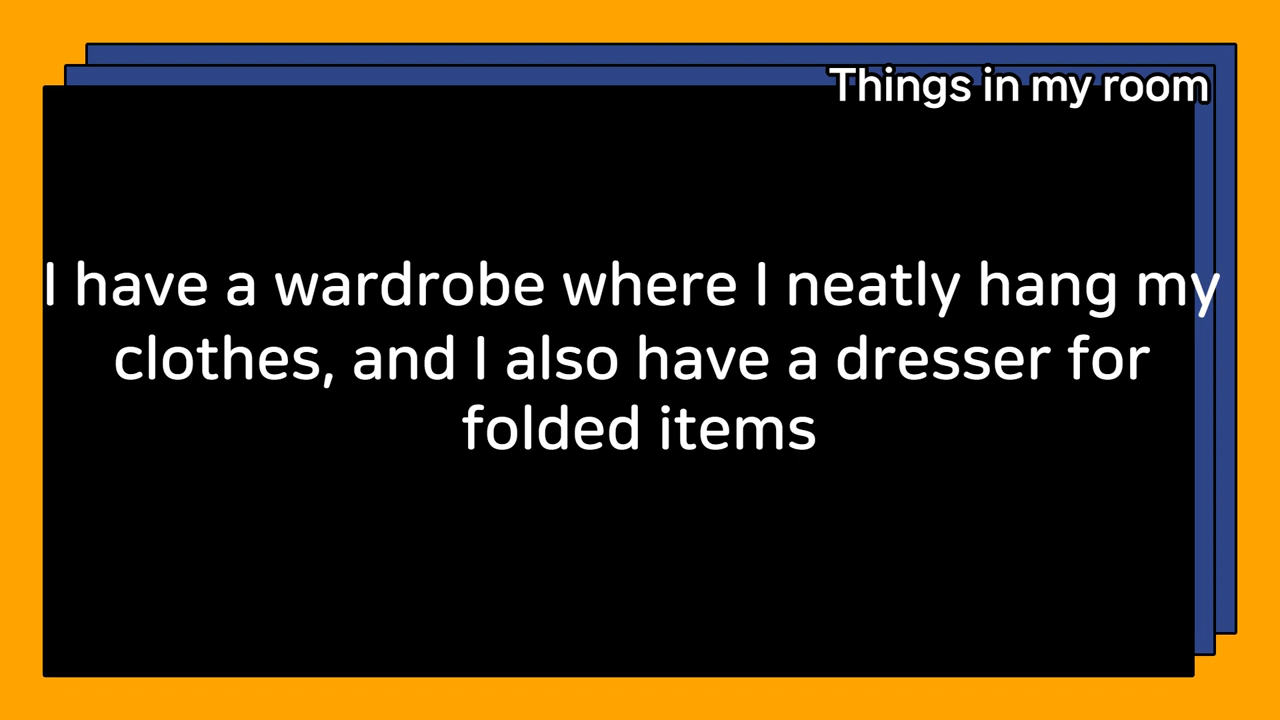 Things in my room
I have a wardrobe where I neatly hang my
clothes, and I also have a dresser for
folded items